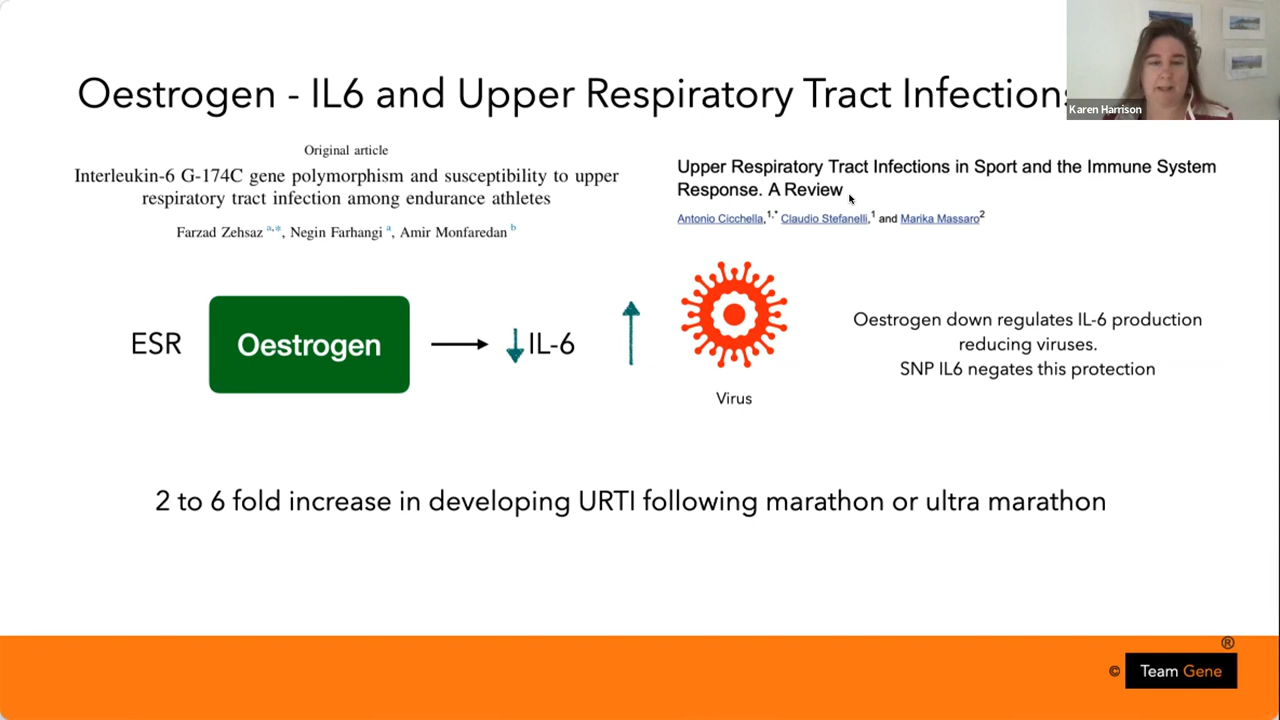 Oestrogen - IL6 and Upper Respiratory Tract Infections
Karen Harrison
Original article
Interleukin-6 G-174C gene polymorphism and susceptibility to upper
respiratory tract infection among endurance athletes
Farzad Zehsaz a,*, Negin Farhangi a, Amir Monfaredan b
Upper Respiratory Tract Infections in Sport and the Immune System
Response. A Review
Antonio Cicchella,1,* Claudio Stefanelli,1 and Marika Massaro2
ESR
Oestrogen
IL-6
Virus
Oestrogen down regulates IL-6 production
reducing viruses.
SNP IL6 negates this protection
2 to 6 fold increase in developing URTI following marathon or ultra marathon
®
© Team Gene